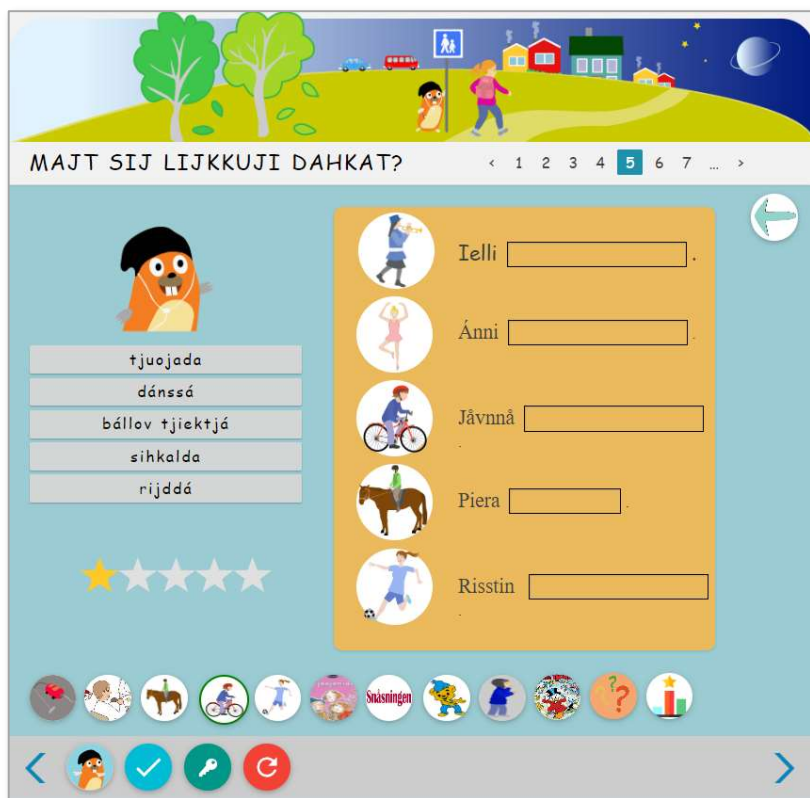 MAJT SIJ LIJKKUJI DAHKAT?
‹ 1 2 3 4 5 6 7 ... ›
tjuojada
dánssá
bállov tjiektjá
sihkalda
rijddá
Ielli .
Ánni .
Jåvnnå
.
Piera .
Risstin
.
Snåsningen
? ? ?